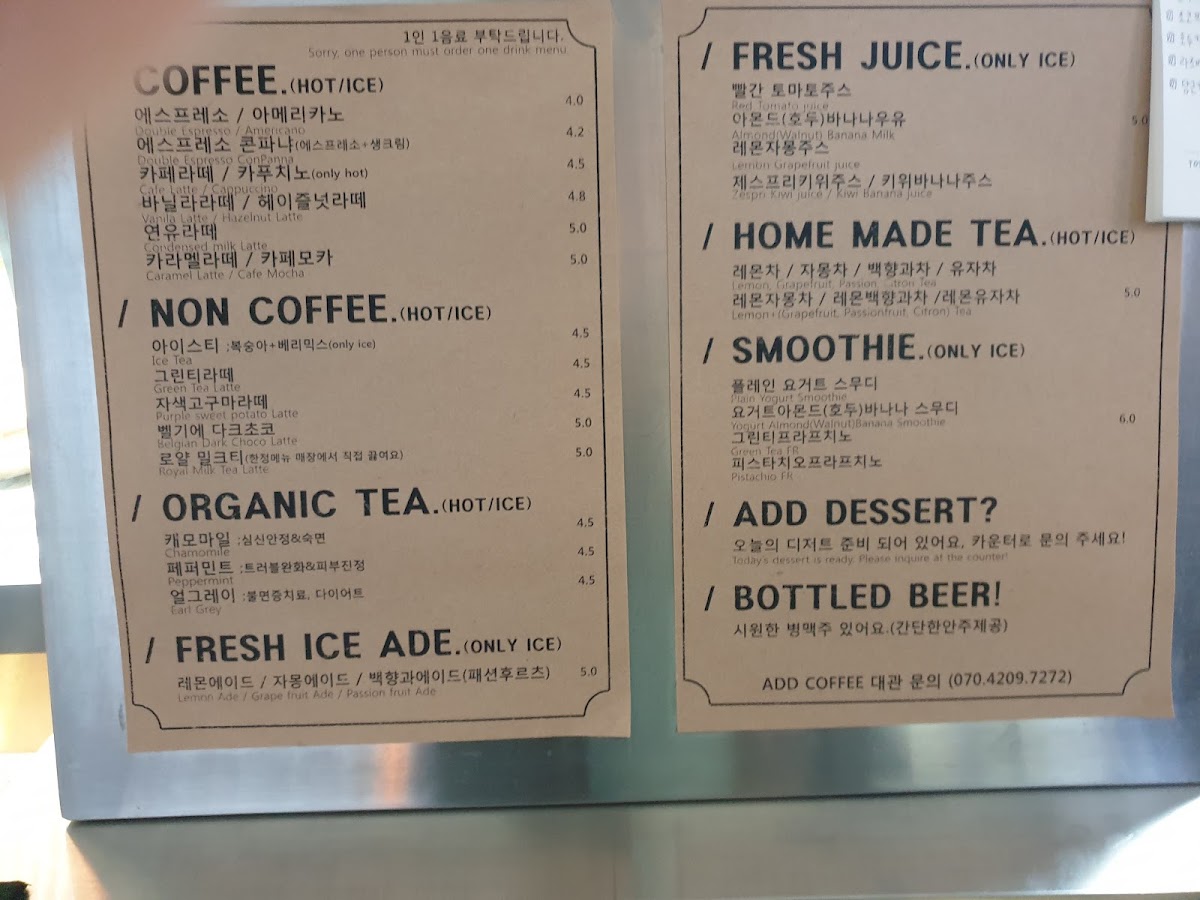 1인 1음료 부탁드립니다.
Sorry, one person must order one drink menu.
COFFEE.(HOT/ICE)
에스프레소 / 아메리카노 4.0
Double Espresso / Americano
에스프레소 콘파냐(에스프레소+생크림) 4.2
Double Espresso ConPanna
카페라떼 / 카푸치노(only hot) 4.5
Cafe Latte / Cappuccino
바닐라라떼 / 헤이즐넛라떼 4.8
Vanila Latte / Hazelnut Latte
연유라떼 5.0
Condensed milk Latte
카라멜라떼 / 카페모카 5.0
Caramel Latte / Cafe Mocha
/ NON COFFEE.(HOT/ICE)
아이스티 ;복숭아+베리믹스(only ice) 4.5
Ice Tea
그린티라떼 4.5
Green Tea Latte
자색고구마라떼 4.5
Purple sweet potato Latte
벨기에 다크초코 5.0
Belgian Dark Choco Latte
로얄 밀크티(한정메뉴 매장에서 직접 끓여요) 5.0
Royal Milk Tea Latte
/ ORGANIC TEA.(HOT/ICE)
캐모마일 ;심신안정&숙면 4.5
Chamomile
페퍼민트 ;트러블완화&피부진정 4.5
Peppermint
얼그레이 ;불면증치료, 다이어트 4.5
Earl Grey
/ FRESH ICE ADE.(ONLY ICE)
레몬에이드 / 자몽에이드 / 백향과에이드(패션후르츠) 5.0
Lemon Ade / Grape fruit Ade / Passion fruit Ade
/ FRESH JUICE.(ONLY ICE)
빨간 토마토주스
Red Tomato juice
아몬드(호두)바나나우유 5.0
Almond(Walnut) Banana Milk
레몬자몽주스
Lembn Grapefruit juice
제스프리키위주스 / 키위바나나주스
Zespri Kiwi juice / Kiwi Banana juice
/ HOME MADE TEA.(HOT/ICE)
레몬차 / 자몽차 / 백향과차 / 유자차
Lemon, Grapefruit, Passion, Citron Tea
레몬자몽차 / 레몬백향과차 /레몬유자차 5.0
Lemon+(Grapefruit, Passionfruit, Citron) Tea
/ SMOOTHIE.(ONLY ICE)
플레인 요거트 스무디
Plain Yogurt Smoothie
요거트아몬드(호두)바나나 스무디 6.0
Yogurt Almond(Walnut)Banana Smoothie
그린티프라프치노
Green Tea FR
피스타치오프라프치노
Pistachio FR
/ ADD DESSERT?
오늘의 디저트 준비 되어 있어요, 카운터로 문의 주세요!
Today's dessert is ready. Please inquire at the counter!
/ BOTTLED BEER!
시원한 병맥주 있어요.(간단한안주제공)
ADD COFFEE 대관 문의 (070.4209.7272)